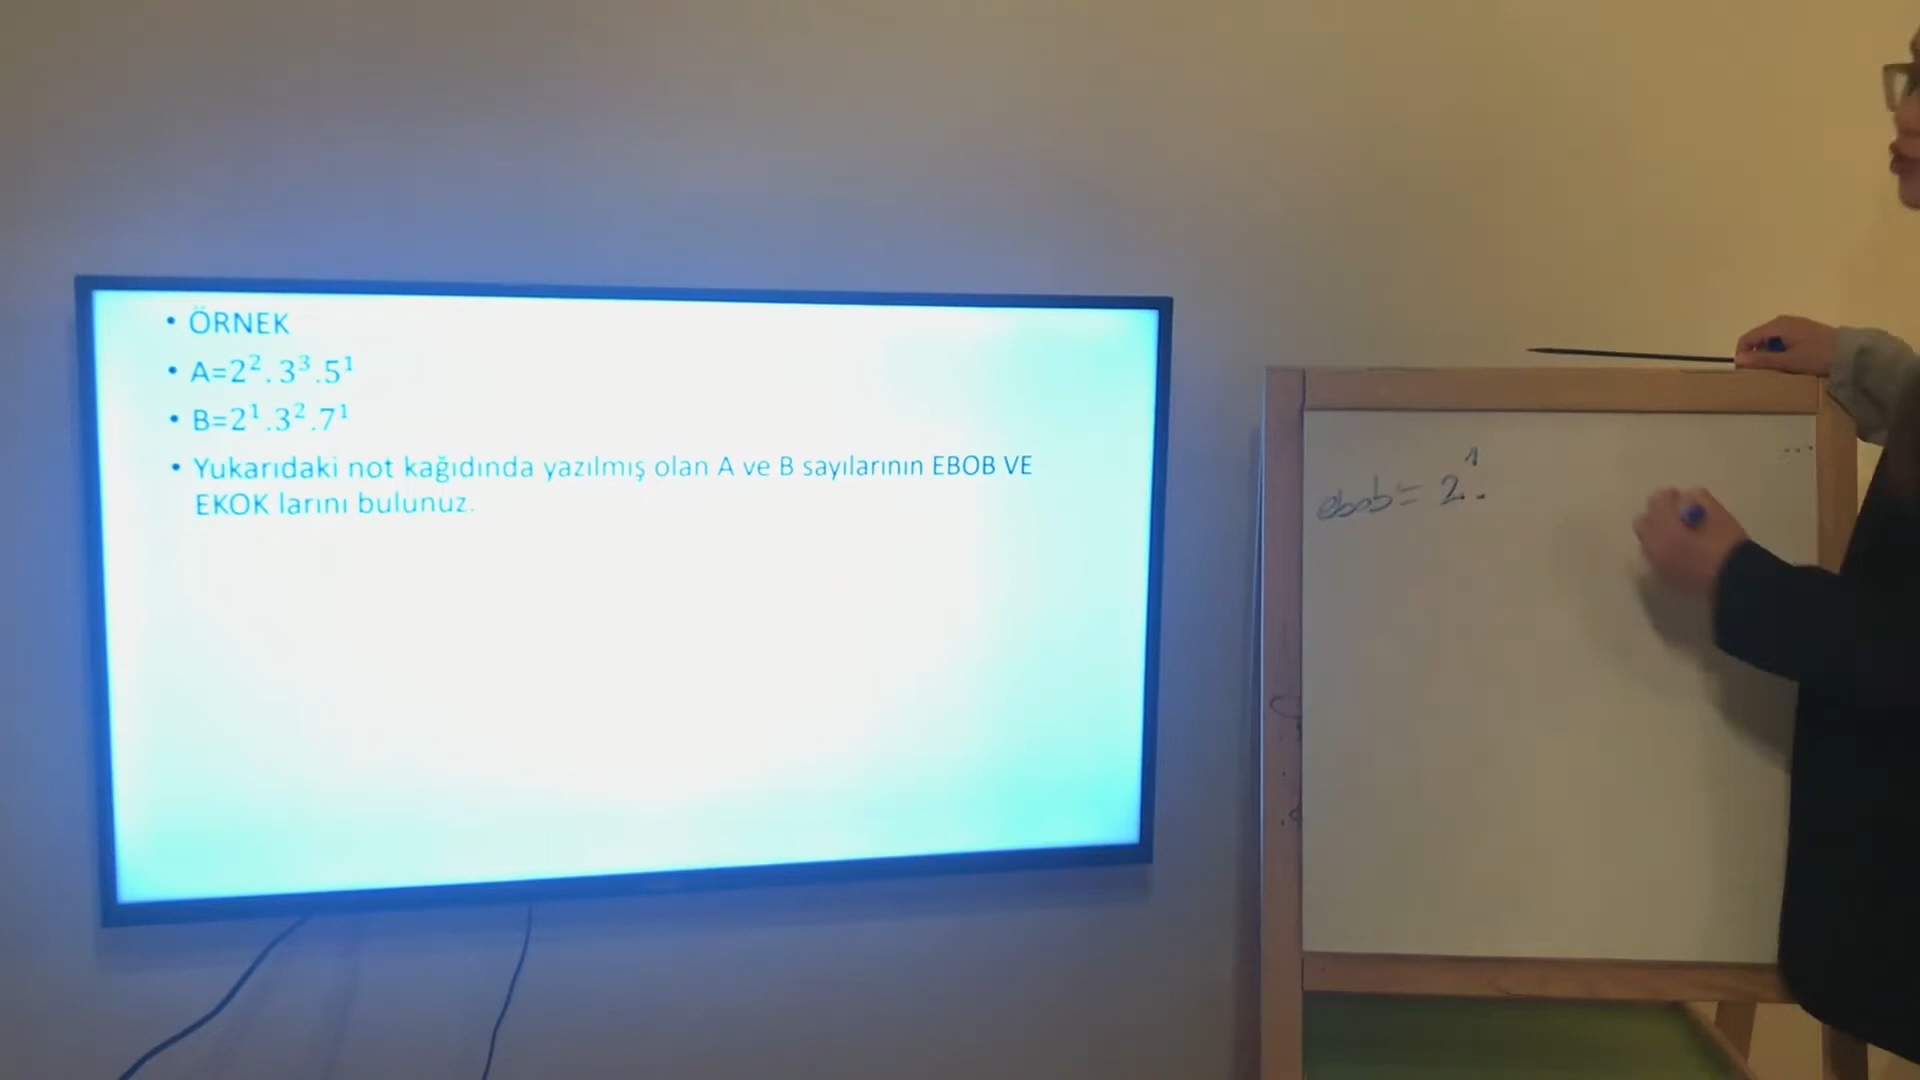 • ÖRNEK
• A=2².3³.5¹
• B=2¹.3².7¹
• Yukarıdaki not kağıdında yazılmış olan A ve B sayılarının EBOB VE
EKOK larını bulunuz.
ebob= 2¹.